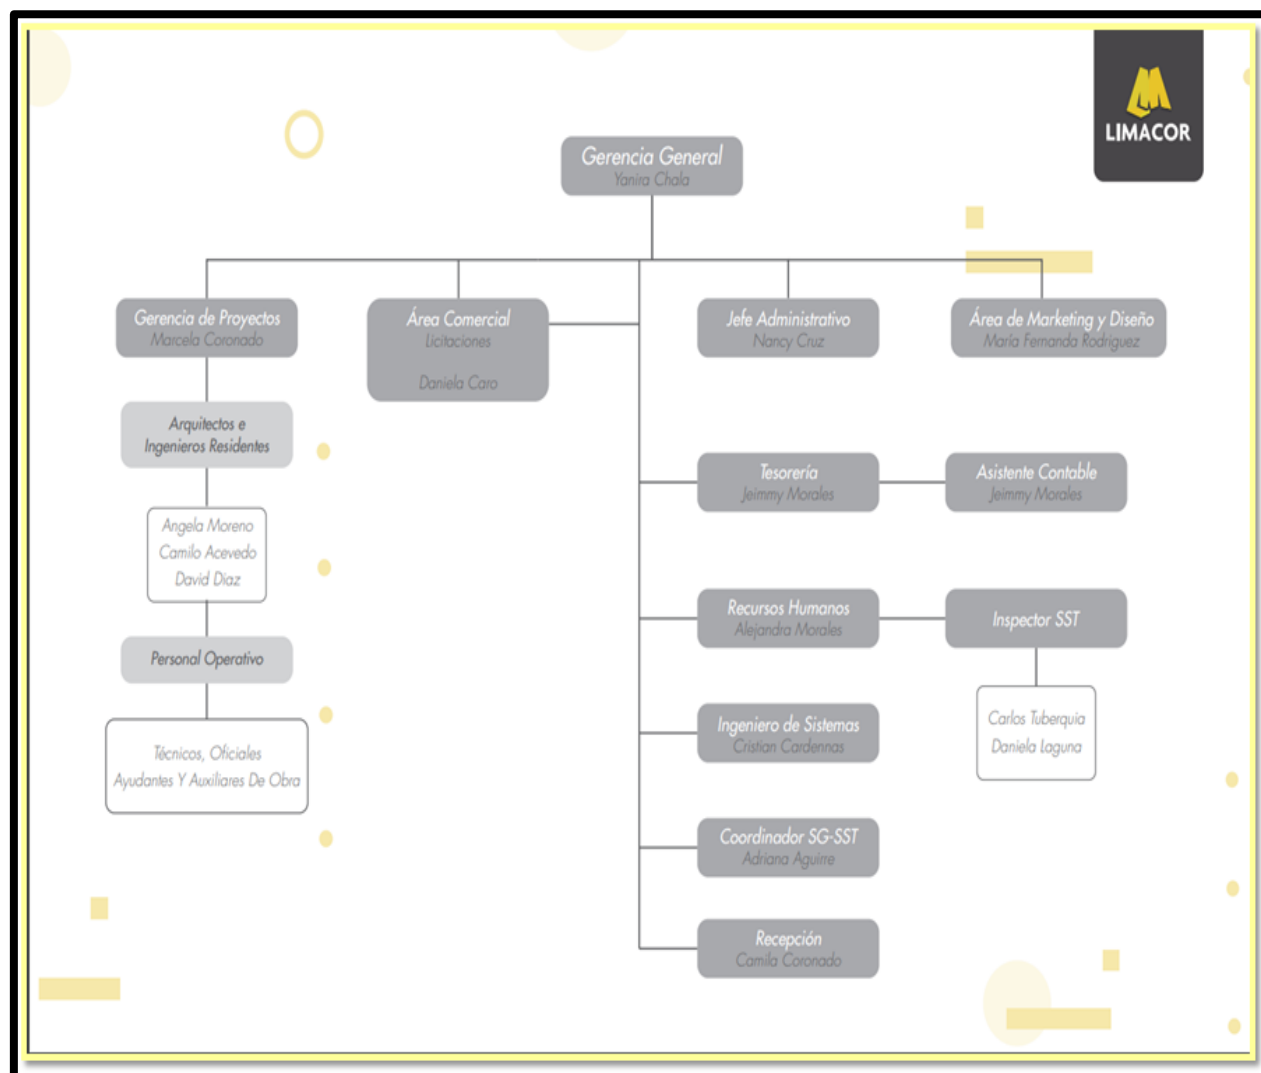 LIMACOR
Gerencia General
Yanira Chala
Gerencia de Proyectos
Marcela Coronado
Área Comercial
Licitaciones
Daniela Caro
Jefe Administrativo
Nancy Cruz
Área de Marketing y Diseño
María Fernanda Rodriguez
Arquitectos e
Ingenieros Residentes
Angela Moreno
Camilo Acevedo
David Diaz
Personal Operativo
Técnicos, Oficiales
Ayudantes Y Auxiliares De Obra
Tesorería
Jeimmy Morales
Asistente Contable
Jeimmy Morales
Recursos Humanos
Alejandra Morales
Inspector SST
Carlos Tuberquia
Daniela Laguna
Ingeniero de Sistemas
Cristian Cardennas
Coordinador SG-SST
Adriana Aguirre
Recepción
Camila Coronado